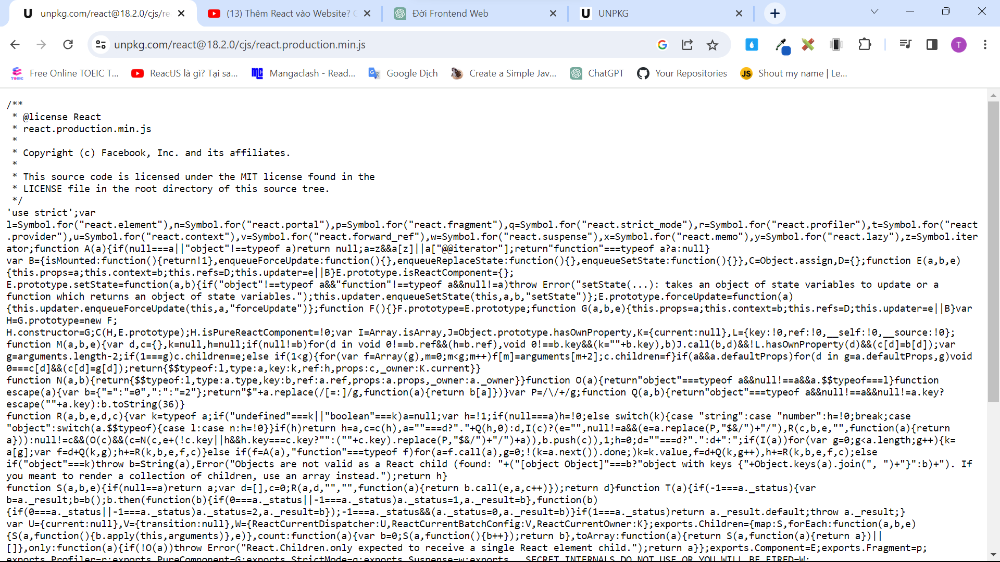 unpkg.com/react@18.2.0/cjs/re
(13) Thêm React vào Website?
Đời Frontend Web
UNPKG
unpkg.com/react@18.2.0/cjs/react.production.min.js
T
Free Online TOEIC T...
ReactJS là gì? Tại sa...
Mangaclash - Read...
Google Dịch
Create a Simple Jav...
ChatGPT
Your Repositories
JS
Shout my name | Le...
/**
 * @license React
 * react.production.min.js
 *
 * Copyright (c) Facebook, Inc. and its affiliates.
 *
 * This source code is licensed under the MIT license found in the
 * LICENSE file in the root directory of this source tree.
 */
'use strict';var
l=Symbol.for("react.element"),n=Symbol.for("react.portal"),p=Symbol.for("react.fragment"),q=Symbol.for("react.strict_mode"),r=Symbol.for("react.profiler"),t=Symbol.for("react
.provider"),u=Symbol.for("react.context"),v=Symbol.for("react.forward_ref"),w=Symbol.for("react.suspense"),x=Symbol.for("react.memo"),y=Symbol.for("react.lazy"),z=Symbol.iter
ator;function A(a){if(null===a||"object"!==typeof a)return null;a=z&&a[z]||a["@@iterator"];return"function"===typeof a?a:null}
var B={isMounted:function(){return!1},enqueueForceUpdate:function(){},enqueueReplaceState:function(){},enqueueSetState:function(){}},C=Object.assign,D={};function E(a,b,e)
{this.props=a;this.context=b;this.refs=D;this.updater=e||B}E.prototype.isReactComponent={};
E.prototype.setState=function(a,b){if("object"!==typeof a&&"function"!==typeof a&&null!=a)throw Error("setState(...): takes an object of state variables to update or a
function which returns an object of state variables.");this.updater.enqueueSetState(this,a,b,"setState")};E.prototype.forceUpdate=function(a)
{this.updater.enqueueForceUpdate(this,a,"forceUpdate")};function F(){}F.prototype=E.prototype;function G(a,b,e){this.props=a;this.context=b;this.refs=D;this.updater=e||B}var
H=G.prototype=new F;
H.constructor=G;C(H,E.prototype);H.isPureReactComponent=!0;var I=Array.isArray,J=Object.prototype.hasOwnProperty,K={current:null},L={key:!0,ref:!0,__self:!0,__source:!0};
function M(a,b,e){var d,c={},k=null,h=null;if(null!=b)for(d in void 0!==b.ref&&(h=b.ref),void 0!==b.key&&(k=""+b.key),b)J.call(b,d)&&!L.hasOwnProperty(d)&&(c[d]=b[d]);var
g=arguments.length-2;if(1===g)c.children=e;else if(1<g){for(var f=Array(g),m=0;m<g;m++)f[m]=arguments[m+2];c.children=f}if(a&&a.defaultProps)for(d in g=a.defaultProps,g)void
0===c[d]&&(c[d]=g[d]);return{$$typeof:l,type:a,key:k,ref:h,props:c,_owner:K.current}}
function N(a,b){return{$$typeof:l,type:a.type,key:b,ref:a.ref,props:a.props,_owner:a._owner}}function O(a){return"object"===typeof a&&null!==a&&a.$$typeof===l}function
escape(a){var b={"=":"=0",":":"=2"};return"$"+a.replace(/[=:]/g,function(a){return b[a]})}var P=/\/+/g;function Q(a,b){return"object"===typeof a&&null!==a&&null!=a.key?
escape(""+a.key):b.toString(36)}
function R(a,b,e,d,c){var k=typeof a;if("undefined"===k||"boolean"===k)a=null;var h=!1;if(null===a)h=!0;else switch(k){case "string":case "number":h=!0;break;case
"object":switch(a.$$typeof){case l:case n:h=!0}}if(h)return h=a,c=c(h),a=""===d?"."+Q(h,0):d,I(c)?(e="",null!=a&&(e=a.replace(P,"$&/")+"/"),R(c,b,e,"",function(a){return
a})):null!=c&&(O(c)&&(c=N(c,e+(!c.key||h&&h.key===c.key?"":(""+c.key).replace(P,"$&/")+"/")+a)),b.push(c)),1;h=0;d=""===d?".":d+":";if(I(a))for(var g=0;g<a.length;g++){k=
a[g];var f=d+Q(k,g);h+=R(k,b,e,f,c)}else if(f=A(a),"function"===typeof f)for(a=f.call(a),g=0;!(k=a.next()).done;)k=k.value,f=d+Q(k,g++),h+=R(k,b,e,f,c);else
if("object"===k)throw b=String(a),Error("Objects are not valid as a React child (found: "+("[object Object]"===b?"object with keys {"+Object.keys(a).join(", ")+"}":b)+"). If
you meant to render a collection of children, use an array instead.");return h}
function S(a,b,e){if(null==a)return a;var d=[],c=0;R(a,d,"","",function(a){return b.call(e,a,c++)});return d}function T(a){if(-1===a._status){var
b=a._result;b=b();b.then(function(b){if(0===a._status||-1===a._status)a._status=1,a._result=b},function(b)
{if(0===a._status||-1===a._status)a._status=2,a._result=b});-1===a._status&&(a._status=0,a._result=b)}if(1===a._status)return a._result.default;throw a._result;}
var U={current:null},V={transition:null},W={ReactCurrentDispatcher:U,ReactCurrentBatchConfig:V,ReactCurrentOwner:K};exports.Children={map:S,forEach:function(a,b,e)
{S(a,function(){b.apply(this,arguments)},e)},count:function(a){var b=0;S(a,function(){b++});return b},toArray:function(a){return S(a,function(a){return a})||
[]},only:function(a){if(!O(a))throw Error("React.Children.only expected to receive a single React element child.");return a}};exports.Component=E;exports.Fragment=p;
exports.Profiler=r;exports.PureComponent=G;exports.StrictMode=q;exports.Suspense=w;exports.__SECRET_INTERNALS_DO_NOT_USE_OR_YOU_WILL_BE_FIRED=W;